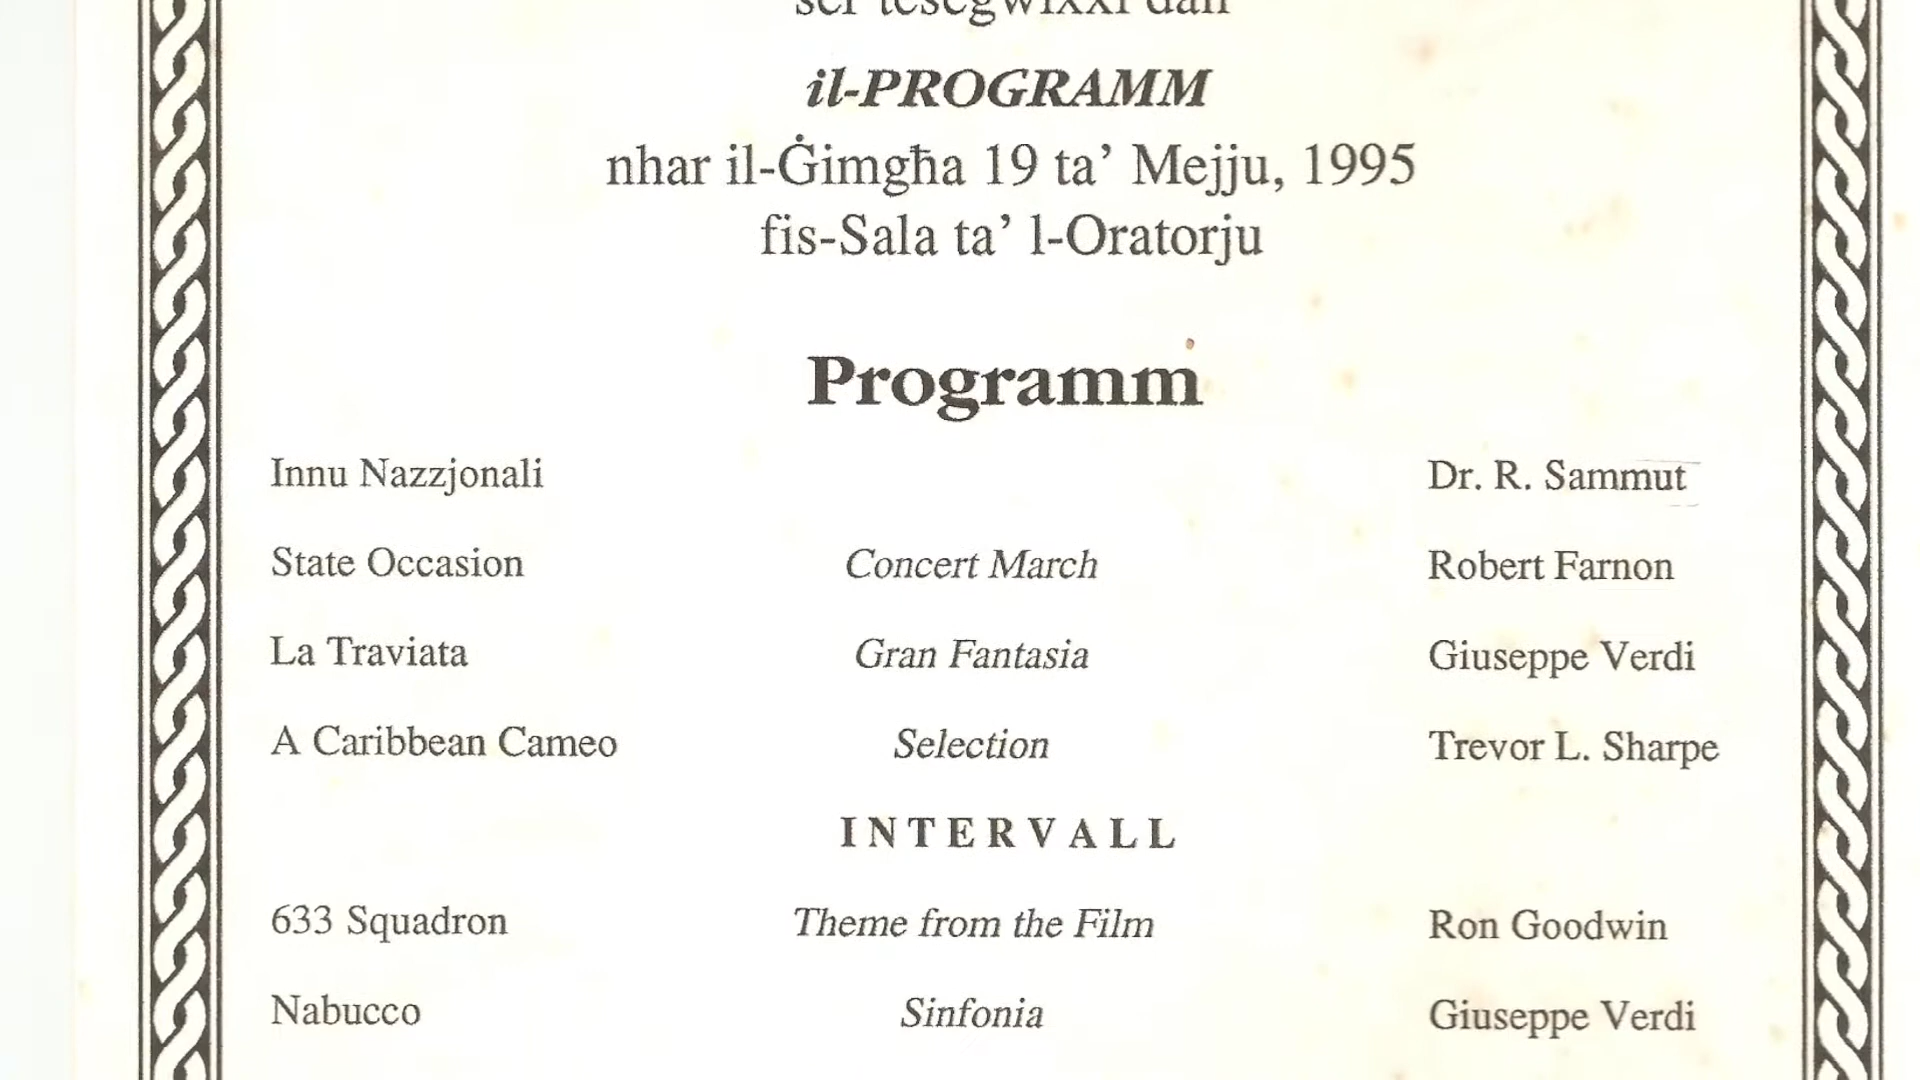 il-PROGRAMM
nhar il-Ġimgħa 19 ta’ Mejju, 1995
fis-Sala ta’ l-Oratorju
Programm
Innu Nazzjonali Dr. R. Sammut
State Occasion Concert March Robert Farnon
La Traviata Gran Fantasia Giuseppe Verdi
A Caribbean Cameo Selection Trevor L. Sharpe
INTERVALL
633 Squadron Theme from the Film Ron Goodwin
Nabucco Sinfonia Giuseppe Verdi